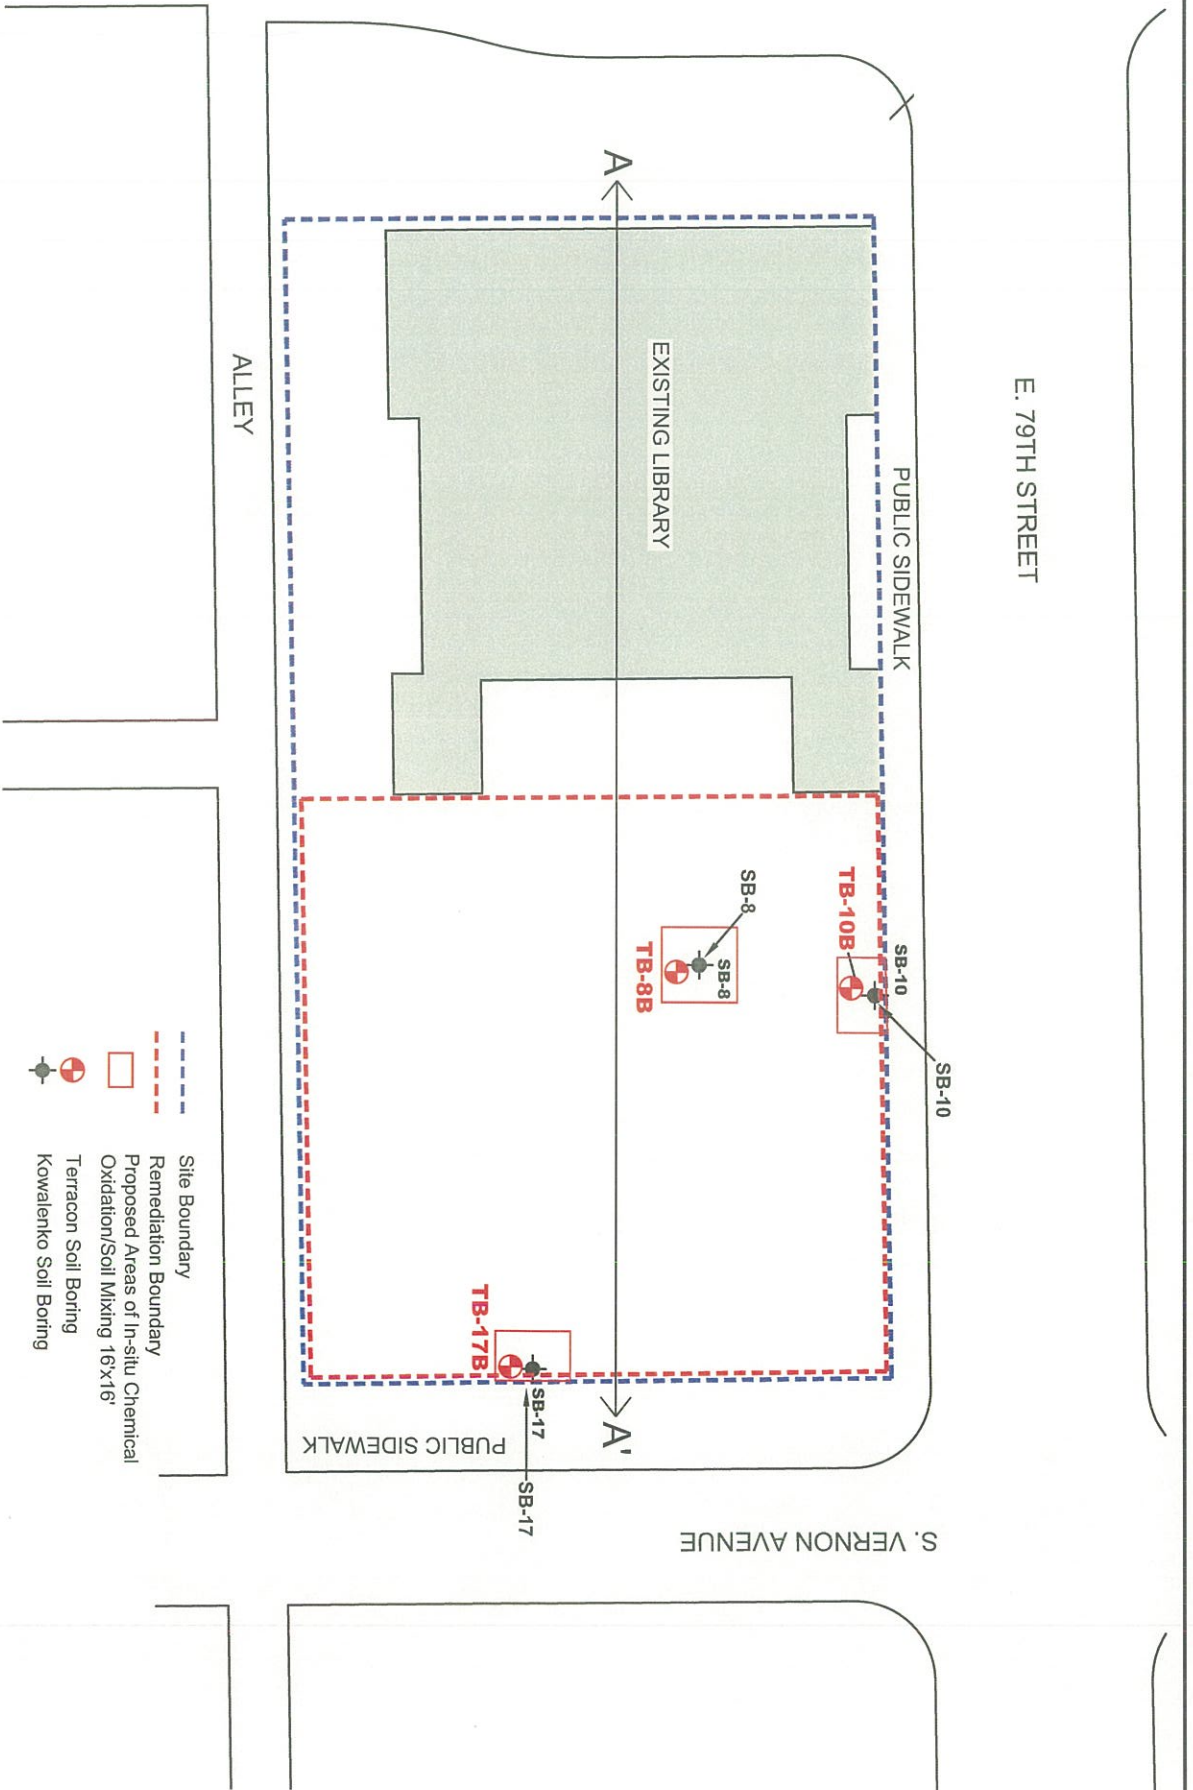 E. 79TH STREET
PUBLIC SIDEWALK
A
EXISTING LIBRARY
ALLEY
SB-10
SB-10
TB-10B
SB-8
SB-8
TB-8B
A'
SB-17
SB-17
TB-17B
PUBLIC SIDEWALK
S. VERNON AVENUE
Site Boundary
Remediation Boundary
Proposed Areas of In-situ Chemical
Oxidation/Soil Mixing 16'x16'
Terracon Soil Boring
Kowalenko Soil Boring